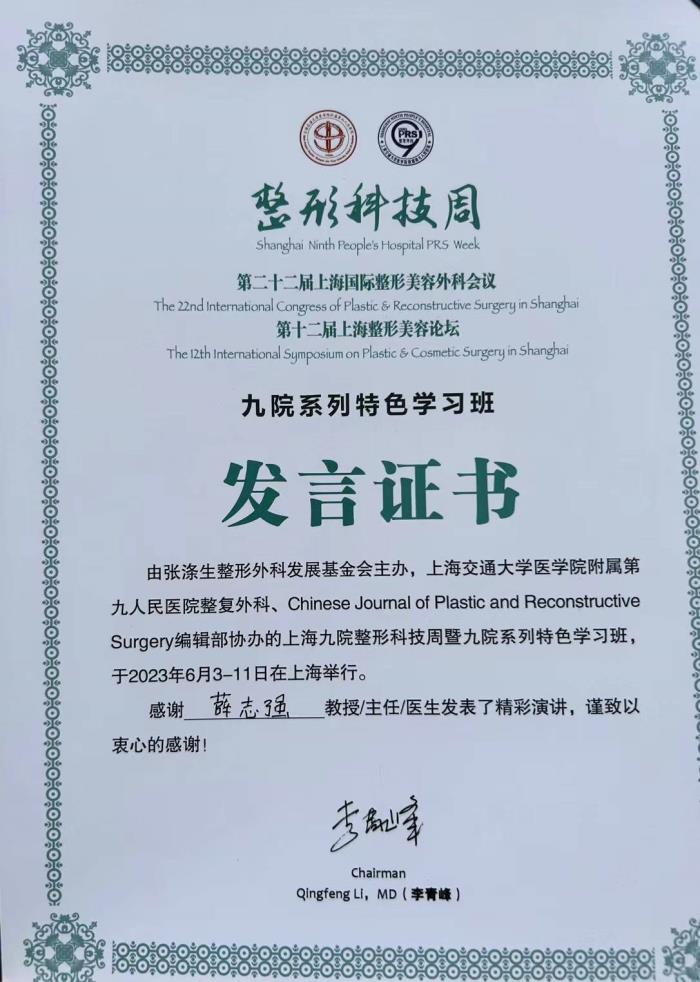 PRS
整形科技周
Shanghai Ninth People's Hospital PRS Week
第二十二届上海国际整形美容外科会议
The 22nd International Congress of Plastic & Reconstructive Surgery in Shanghai
第十二届上海整形美容论坛
The 12th International Symposium on Plastic & Cosmetic Surgery in Shanghai
九院系列特色学习班
发言证书
由张涤生整形外科发展基金会主办，上海交通大学医学院附属第
九人民医院整复外科、Chinese Journal of Plastic and Reconstructive
Surgery编辑部协办的上海九院整形科技周暨九院系列特色学习班，
于2023年6月3-11日在上海举行。
感谢 薛志强 教授/主任/医生发表了精彩演讲，谨致以
衷心的感谢！
李青峰
Chairman
Qingfeng Li，MD（李青峰）